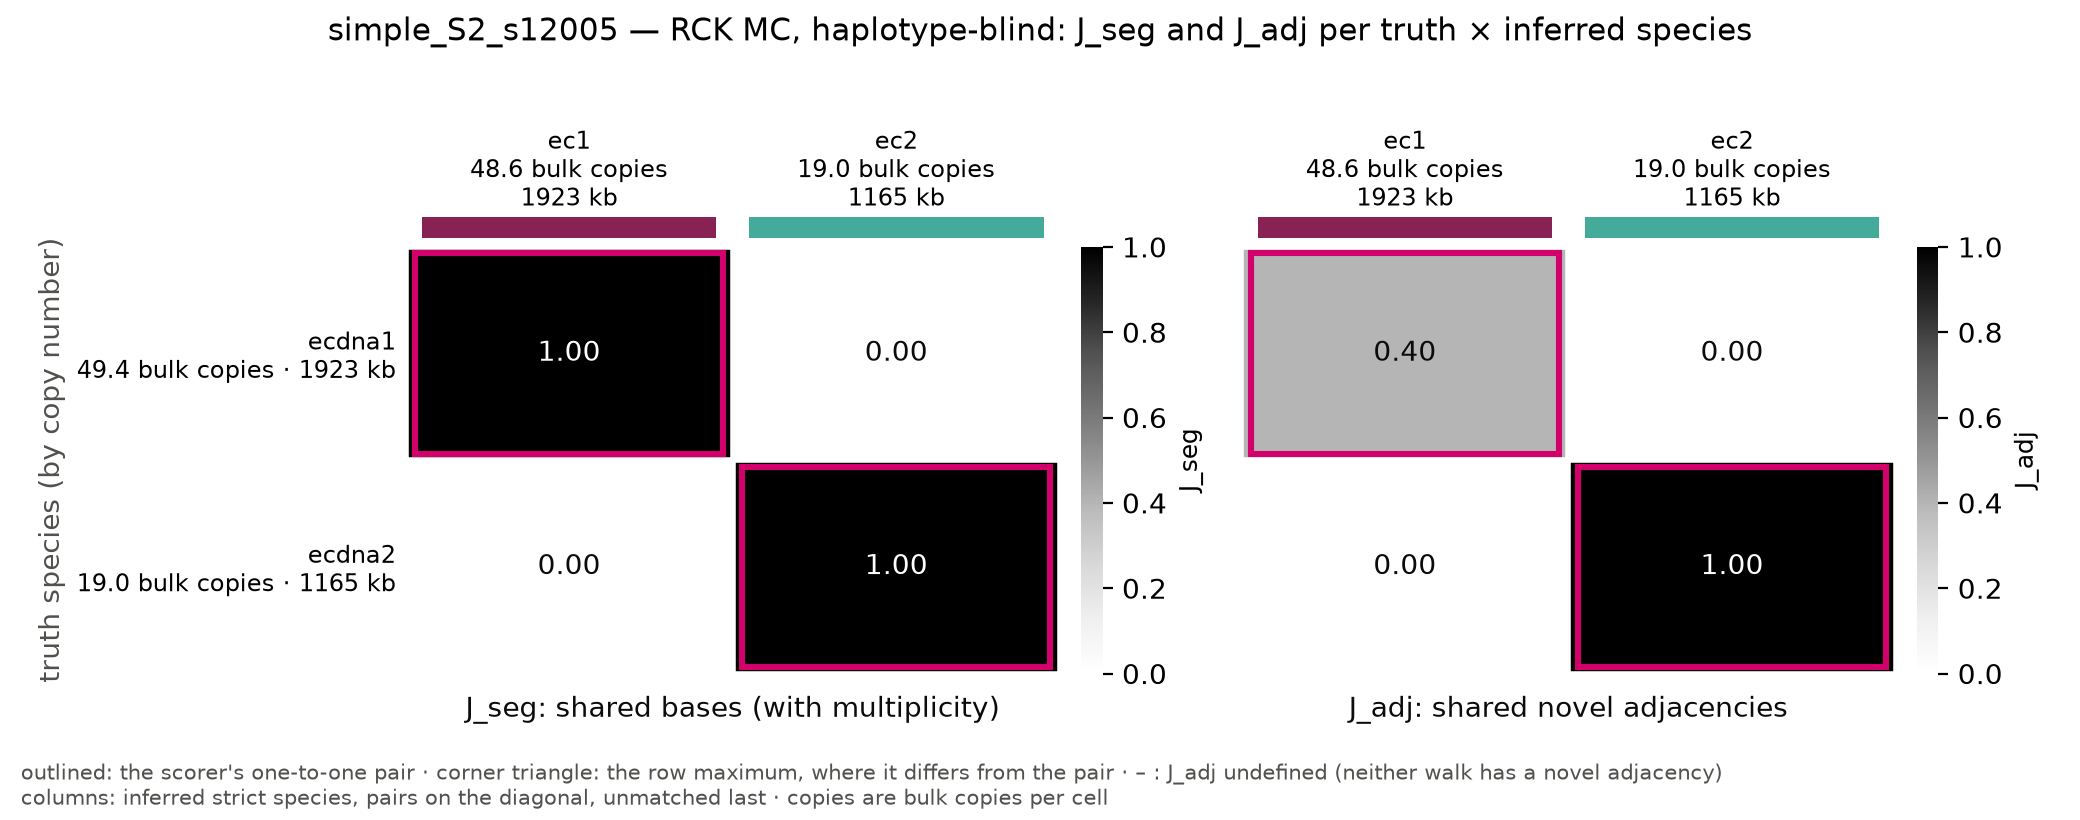 simple_S2_s12005 — RCK MC, haplotype-blind: J_seg and J_adj per truth × inferred species
ec1
48.6 bulk copies
1923 kb
ec2
19.0 bulk copies
1165 kb
ec1
48.6 bulk copies
1923 kb
ec2
19.0 bulk copies
1165 kb
truth species (by copy number)
ecdna1
49.4 bulk copies · 1923 kb
ecdna2
19.0 bulk copies · 1165 kb
1.00
0.00
0.00
1.00
1.0
0.8
0.6
0.4
0.2
0.0
J_seg
0.40
0.00
0.00
1.00
1.0
0.8
0.6
0.4
0.2
0.0
J_adj
J_seg: shared bases (with multiplicity)
J_adj: shared novel adjacencies
outlined: the scorer's one-to-one pair · corner triangle: the row maximum, where it differs from the pair · – : J_adj undefined (neither walk has a novel adjacency)
columns: inferred strict species, pairs on the diagonal, unmatched last · copies are bulk copies per cell